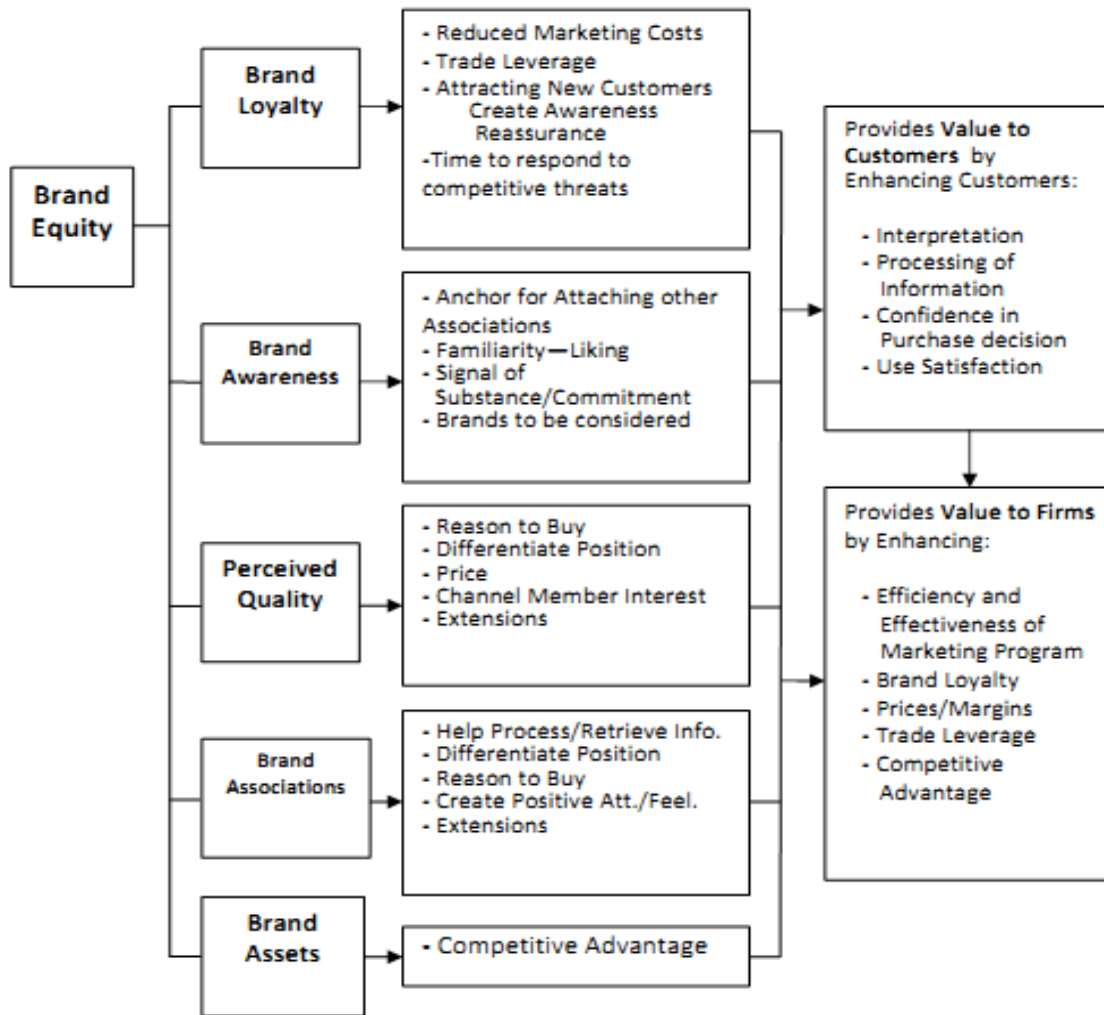 Brand
Equity
Brand
Loyalty
- Reduced Marketing Costs
- Trade Leverage
- Attracting New Customers
Create Awareness
Reassurance
-Time to respond to
competitive threats
Brand
Awareness
- Anchor for Attaching other
Associations
- Familiarity—Liking
- Signal of
Substance/Commitment
- Brands to be considered
Perceived
Quality
- Reason to Buy
- Differentiate Position
- Price
- Channel Member Interest
- Extensions
Brand
Associations
- Help Process/Retrieve Info.
- Differentiate Position
- Reason to Buy
- Create Positive Att./Feel.
- Extensions
Brand
Assets
- Competitive Advantage
Provides Value to
Customers by
Enhancing Customers:
- Interpretation
- Processing of
Information
- Confidence in
Purchase decision
- Use Satisfaction
Provides Value to Firms
by Enhancing:
- Efficiency and
Effectiveness of
Marketing Program
- Brand Loyalty
- Prices/Margins
- Trade Leverage
- Competitive
Advantage